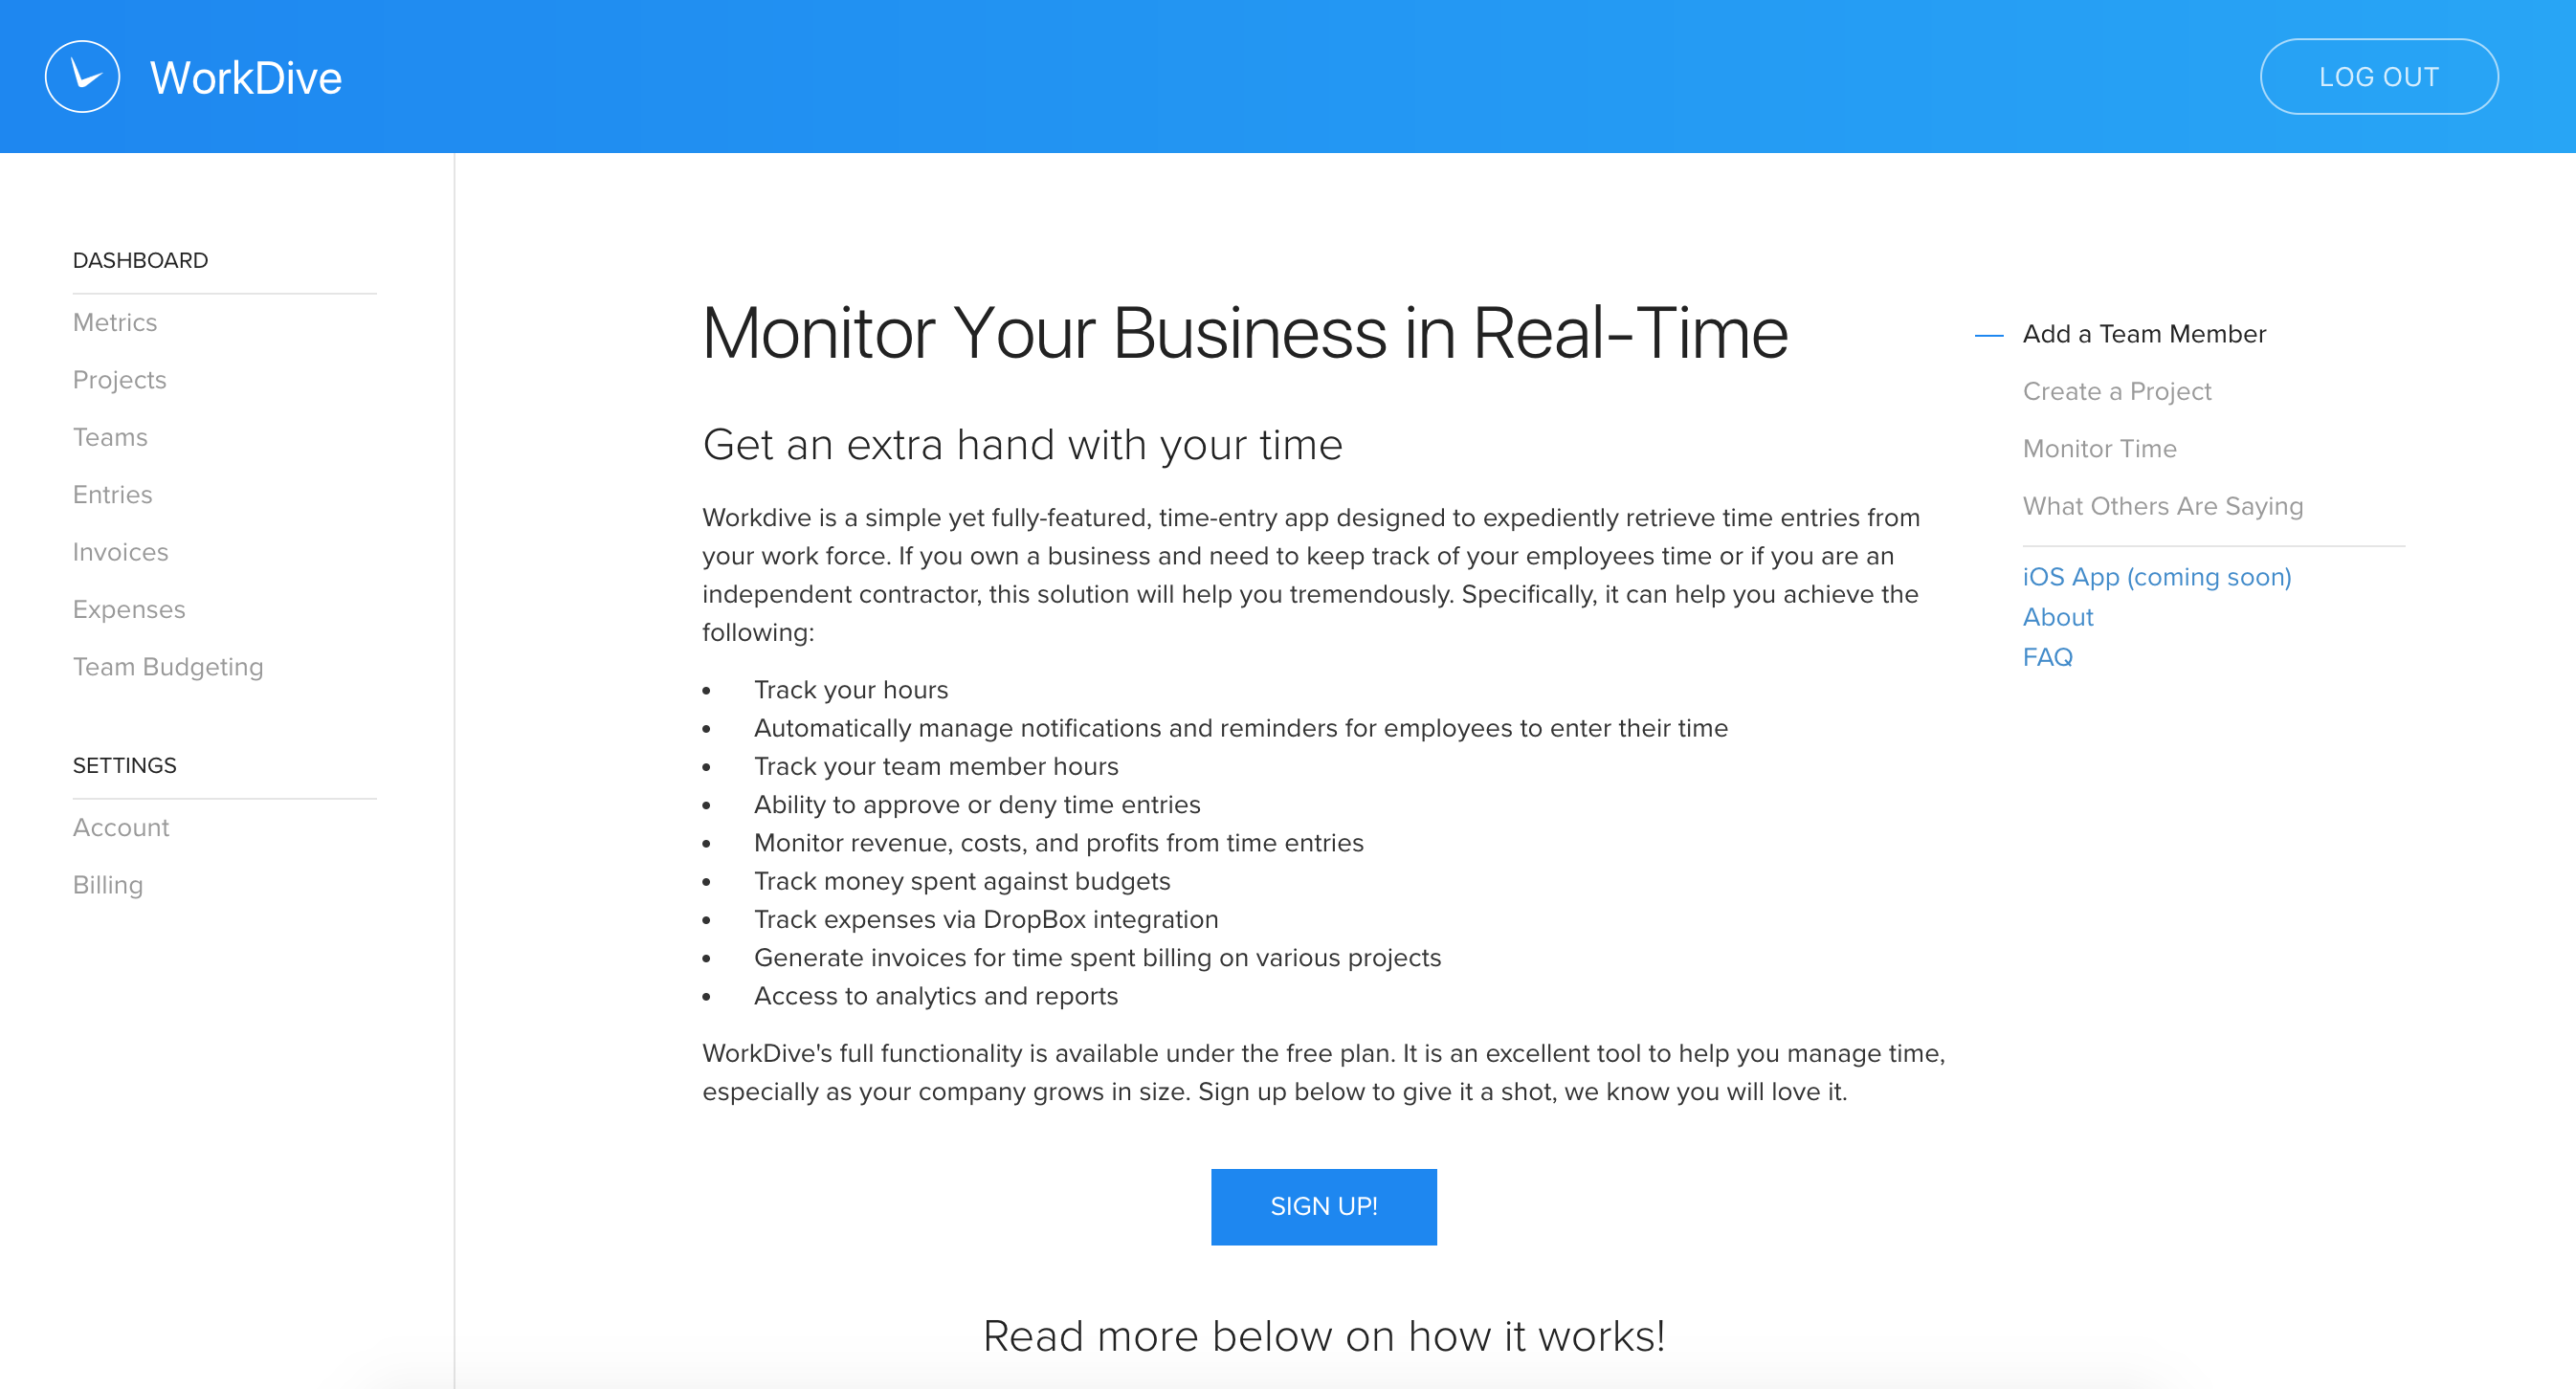 WorkDive
LOG OUT
DASHBOARD
Metrics
Projects
Teams
Entries
Invoices
Expenses
Team Budgeting
SETTINGS
Account
Billing
Monitor Your Business in Real-Time
Get an extra hand with your time
Workdive is a simple yet fully-featured, time-entry app designed to expediently retrieve time entries from
your work force. If you own a business and need to keep track of your employees time or if you are an
independent contractor, this solution will help you tremendously. Specifically, it can help you achieve the
following:
• Track your hours
• Automatically manage notifications and reminders for employees to enter their time
• Track your team member hours
• Ability to approve or deny time entries
• Monitor revenue, costs, and profits from time entries
• Track money spent against budgets
• Track expenses via DropBox integration
• Generate invoices for time spent billing on various projects
• Access to analytics and reports
WorkDive's full functionality is available under the free plan. It is an excellent tool to help you manage time,
especially as your company grows in size. Sign up below to give it a shot, we know you will love it.
SIGN UP!
Read more below on how it works!
Add a Team Member
Create a Project
Monitor Time
What Others Are Saying
iOS App (coming soon)
About
FAQ